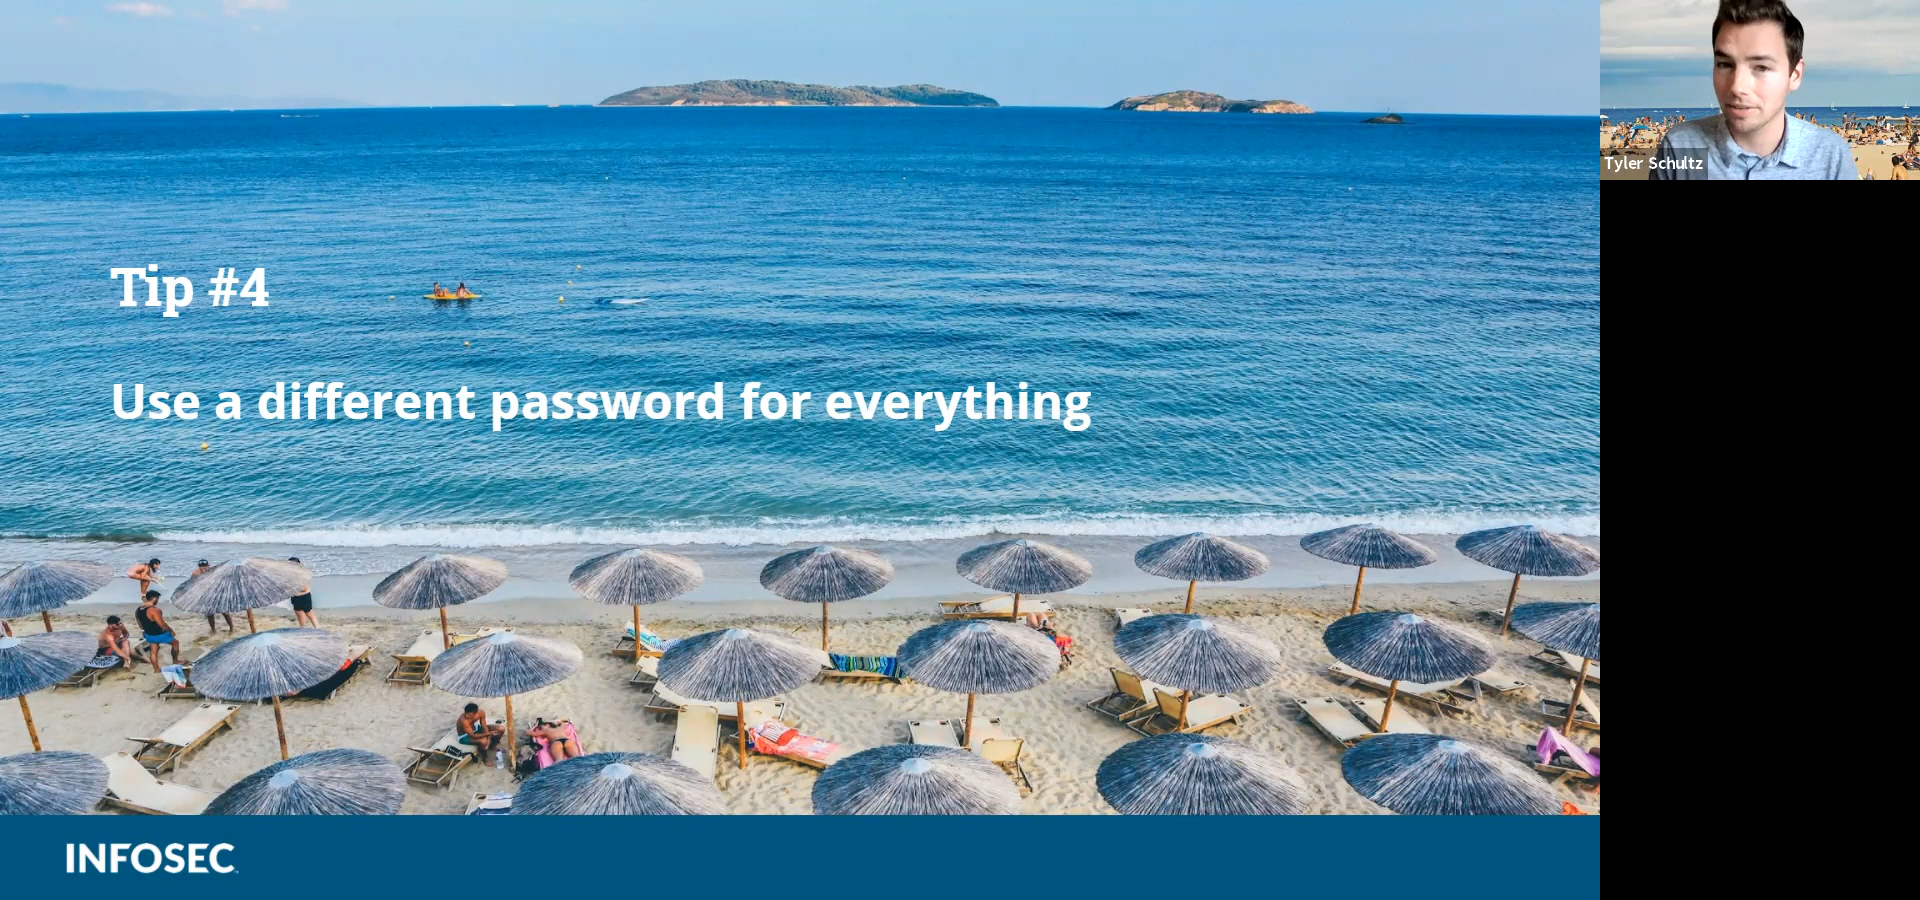 Tip #4
Use a different password for everything
INFOSEC
Tyler Schultz